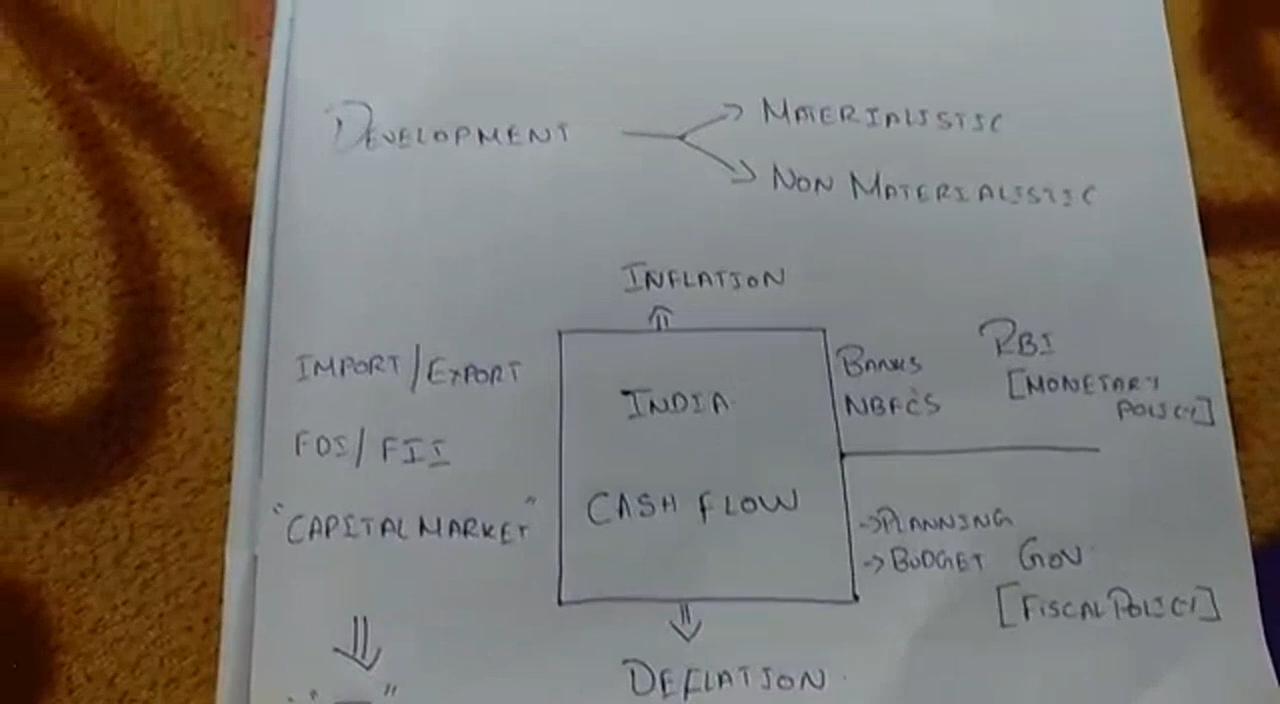 DEVELOPMENT
MATERIALISTIC
NON MATERIALISTIC
INFLATION
IMPORT/EXPORT
FDI/FII
"CAPITAL MARKET"
INDIA
CASH FLOW
BANKS
NBFC'S
RBI
[MONETARY
POLICY]
->PLANNING
->BUDGET GOV
[FISCAL POLICY]
DEFLATION